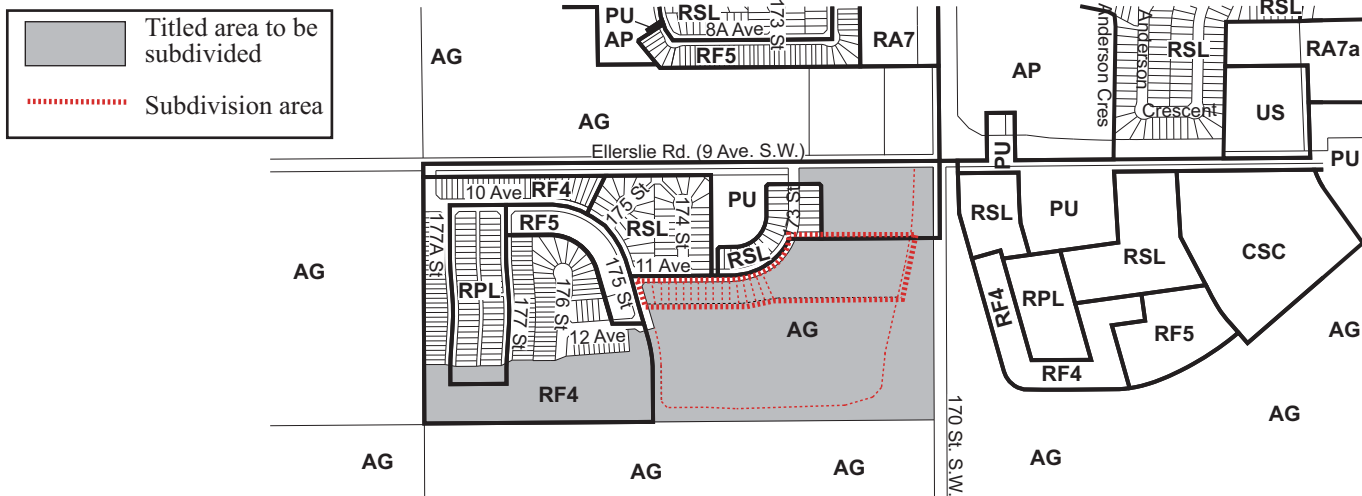 Titled area to be
subdivided
Subdivision area
AG
PU
AP
RSL
8A Ave.
173 St
RF5
RA7
AG
AP
Anderson Cres
Anderson
Crescent
RSL
RSL
RA7a
US
PU
PU
Ellerslie Rd. (9 Ave. S.W.)
AG
10 Ave
RF4
RF5
175 St
RSL
174 St
PU
73 St
RSL
11 Ave
177A St
RPL
177 St
176 St
175 St
12 Ave
AG
RF4
RSL
PU
RSL
CSC
RF4
RPL
RF5
RF4
AG
AG
170 St. S.W.
AG
AG
AG
AG